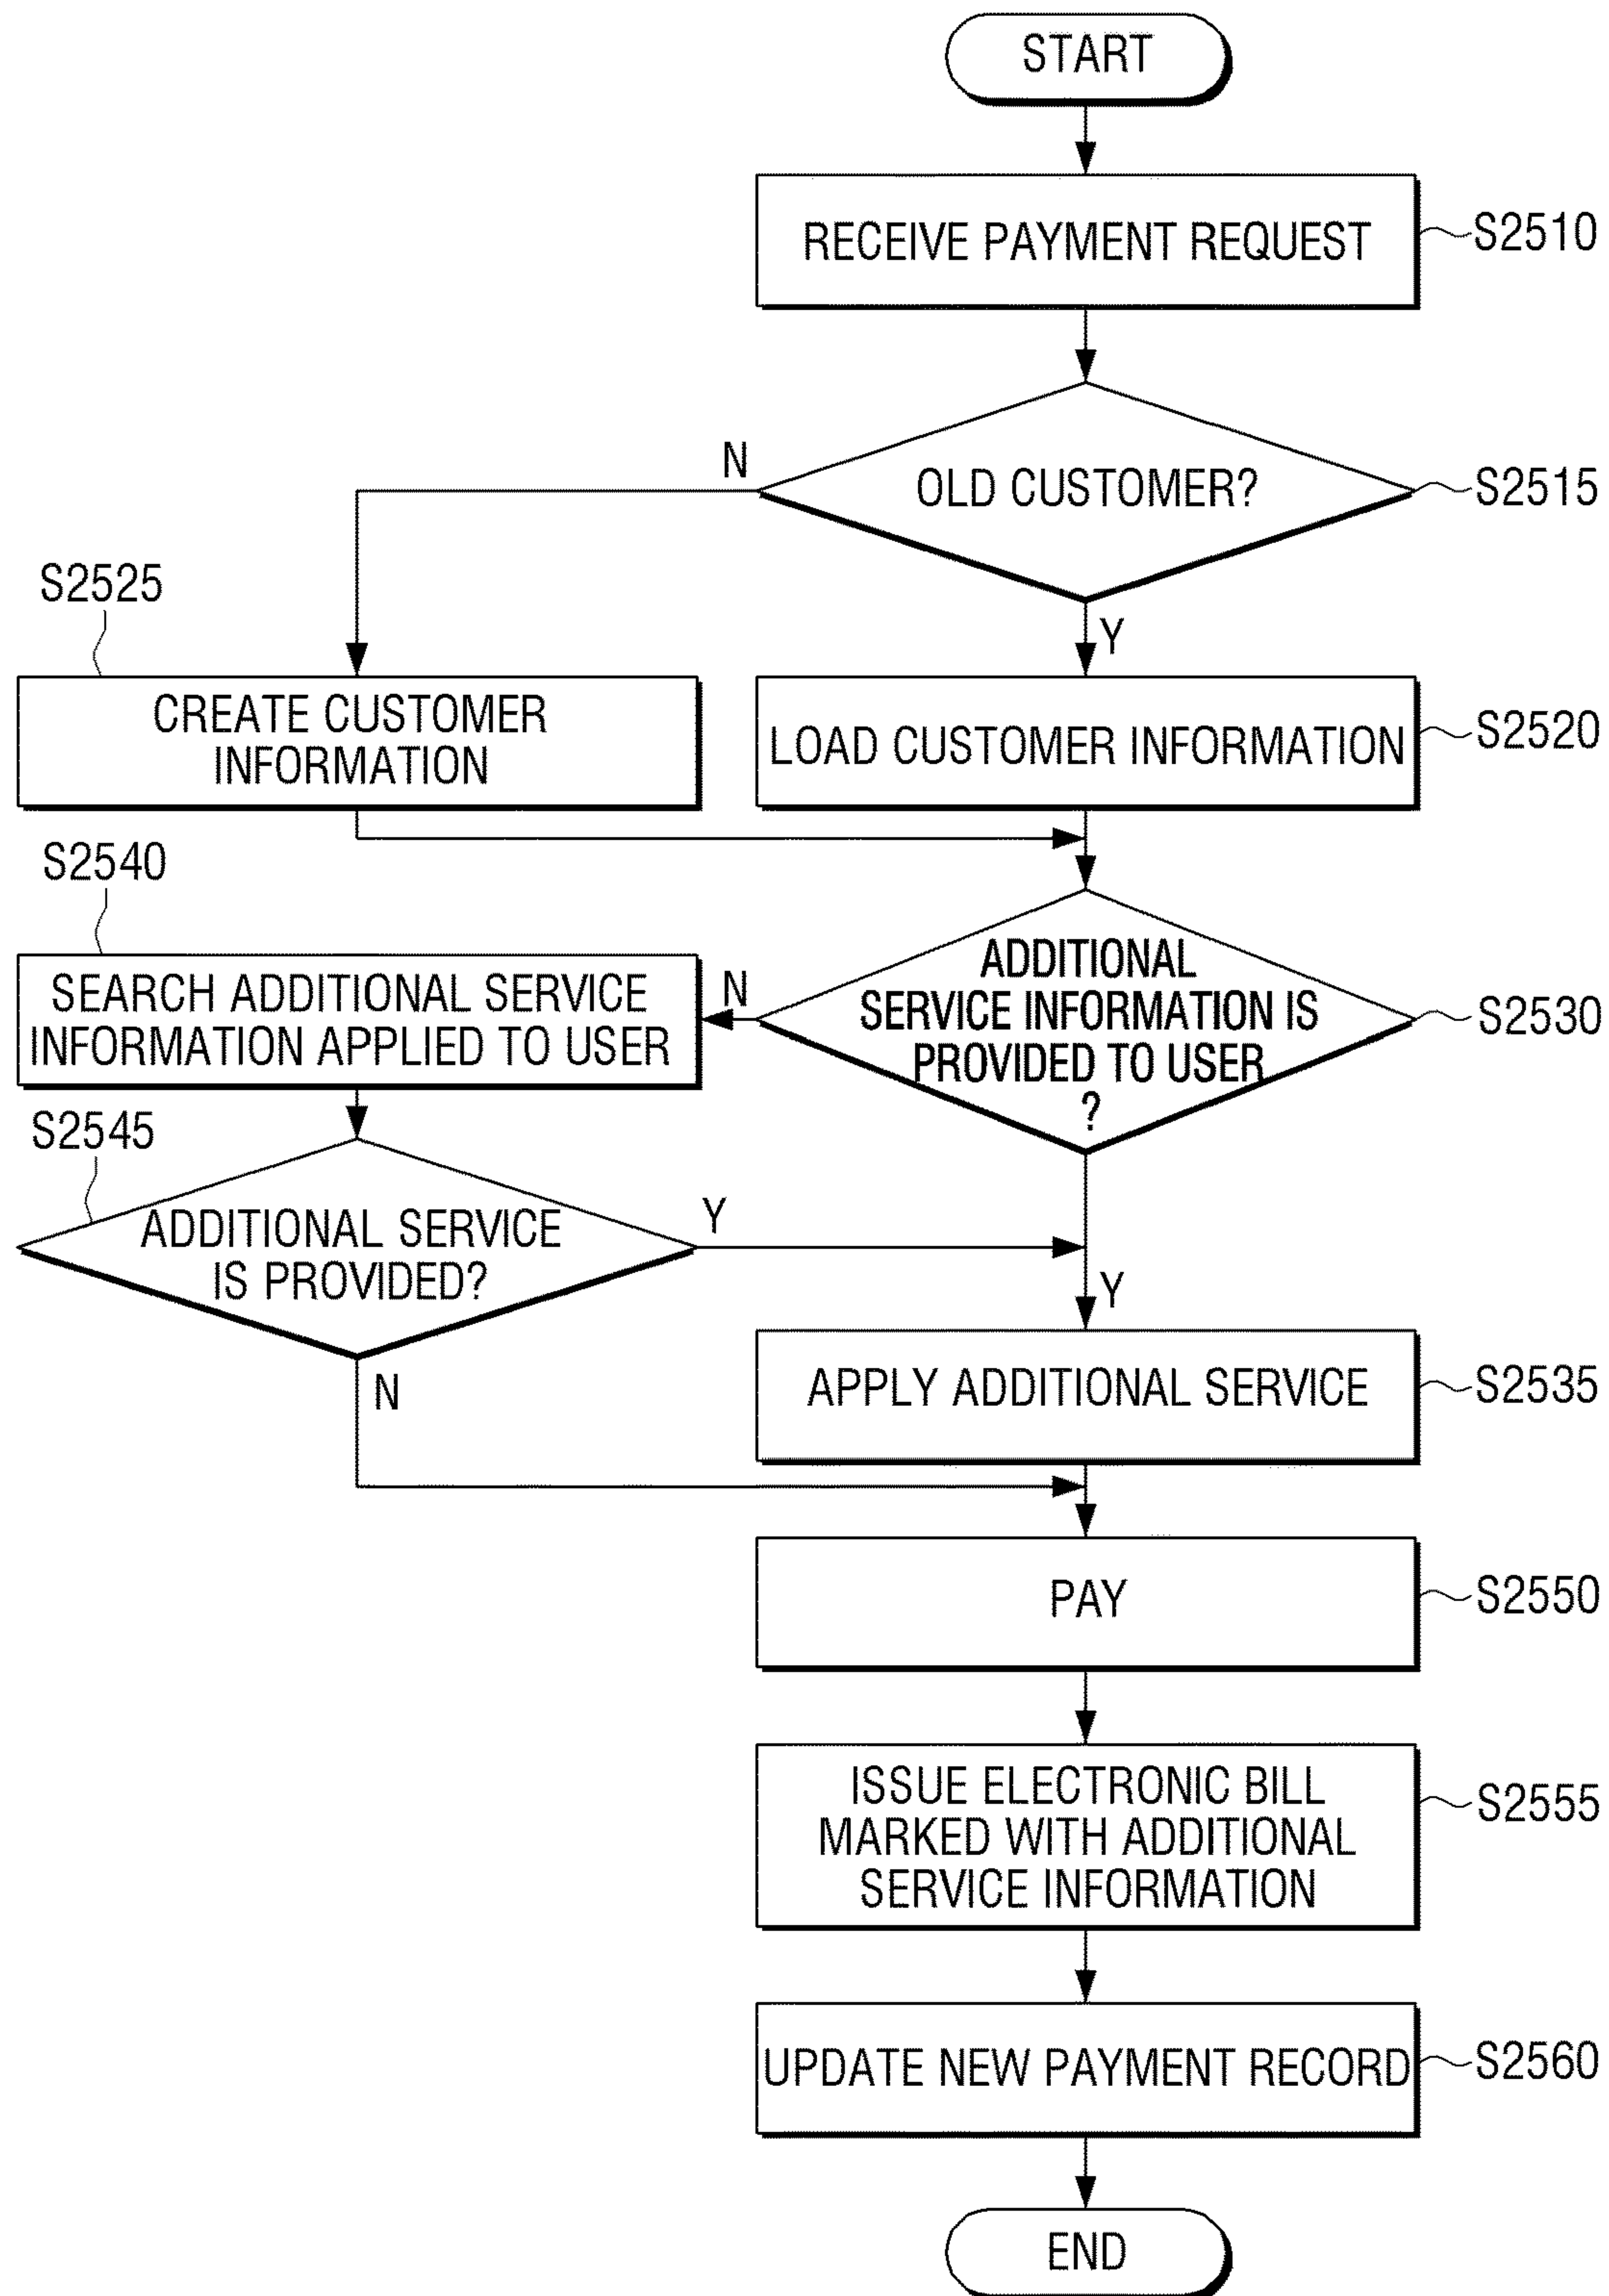 START
RECEIVE PAYMENT REQUEST
S2510
OLD CUSTOMER?
S2515
N
Y
S2525
CREATE CUSTOMER
INFORMATION
LOAD CUSTOMER INFORMATION
S2520
S2540
SEARCH ADDITIONAL SERVICE
INFORMATION APPLIED TO USER
N
ADDITIONAL
SERVICE INFORMATION IS
PROVIDED TO USER
?
S2530
S2545
ADDITIONAL SERVICE
IS PROVIDED?
Y
Y
N
APPLY ADDITIONAL SERVICE
S2535
PAY
S2550
ISSUE ELECTRONIC BILL
MARKED WITH ADDITIONAL
SERVICE INFORMATION
S2555
UPDATE NEW PAYMENT RECORD
S2560
END